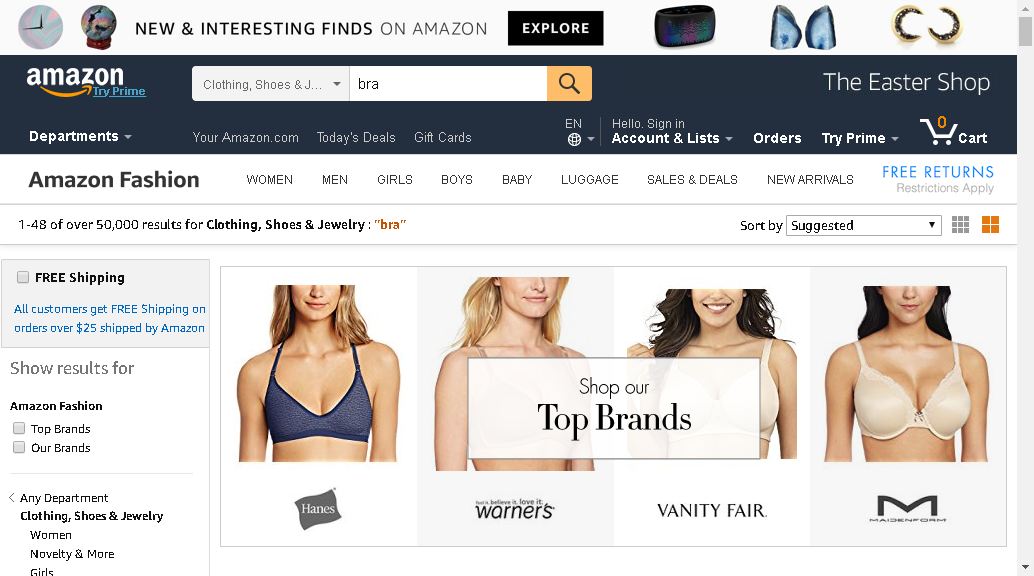 NEW & INTERESTING FINDS ON AMAZON
EXPLORE
amazon
Try Prime
Clothing, Shoes & J...
bra
The Easter Shop
Departments
Your Amazon.com
Today's Deals
Gift Cards
EN
Hello. Sign in
Account & Lists
Orders
Try Prime
0
Cart
Amazon Fashion
WOMEN
MEN
GIRLS
BOYS
BABY
LUGGAGE
SALES & DEALS
NEW ARRIVALS
FREE RETURNS
Restrictions Apply
1-48 of over 50,000 results for Clothing, Shoes & Jewelry : "bra"
Sort by
Suggested
FREE Shipping
All customers get FREE Shipping on
orders over $25 shipped by Amazon
Show results for
Amazon Fashion
Top Brands
Our Brands
Any Department
Clothing, Shoes & Jewelry
Women
Novelty & More
Girls
Shop our
Top Brands
Hanes
find it. believe it. love it.
warner's
VANITY FAIR.
MAIDENFORM